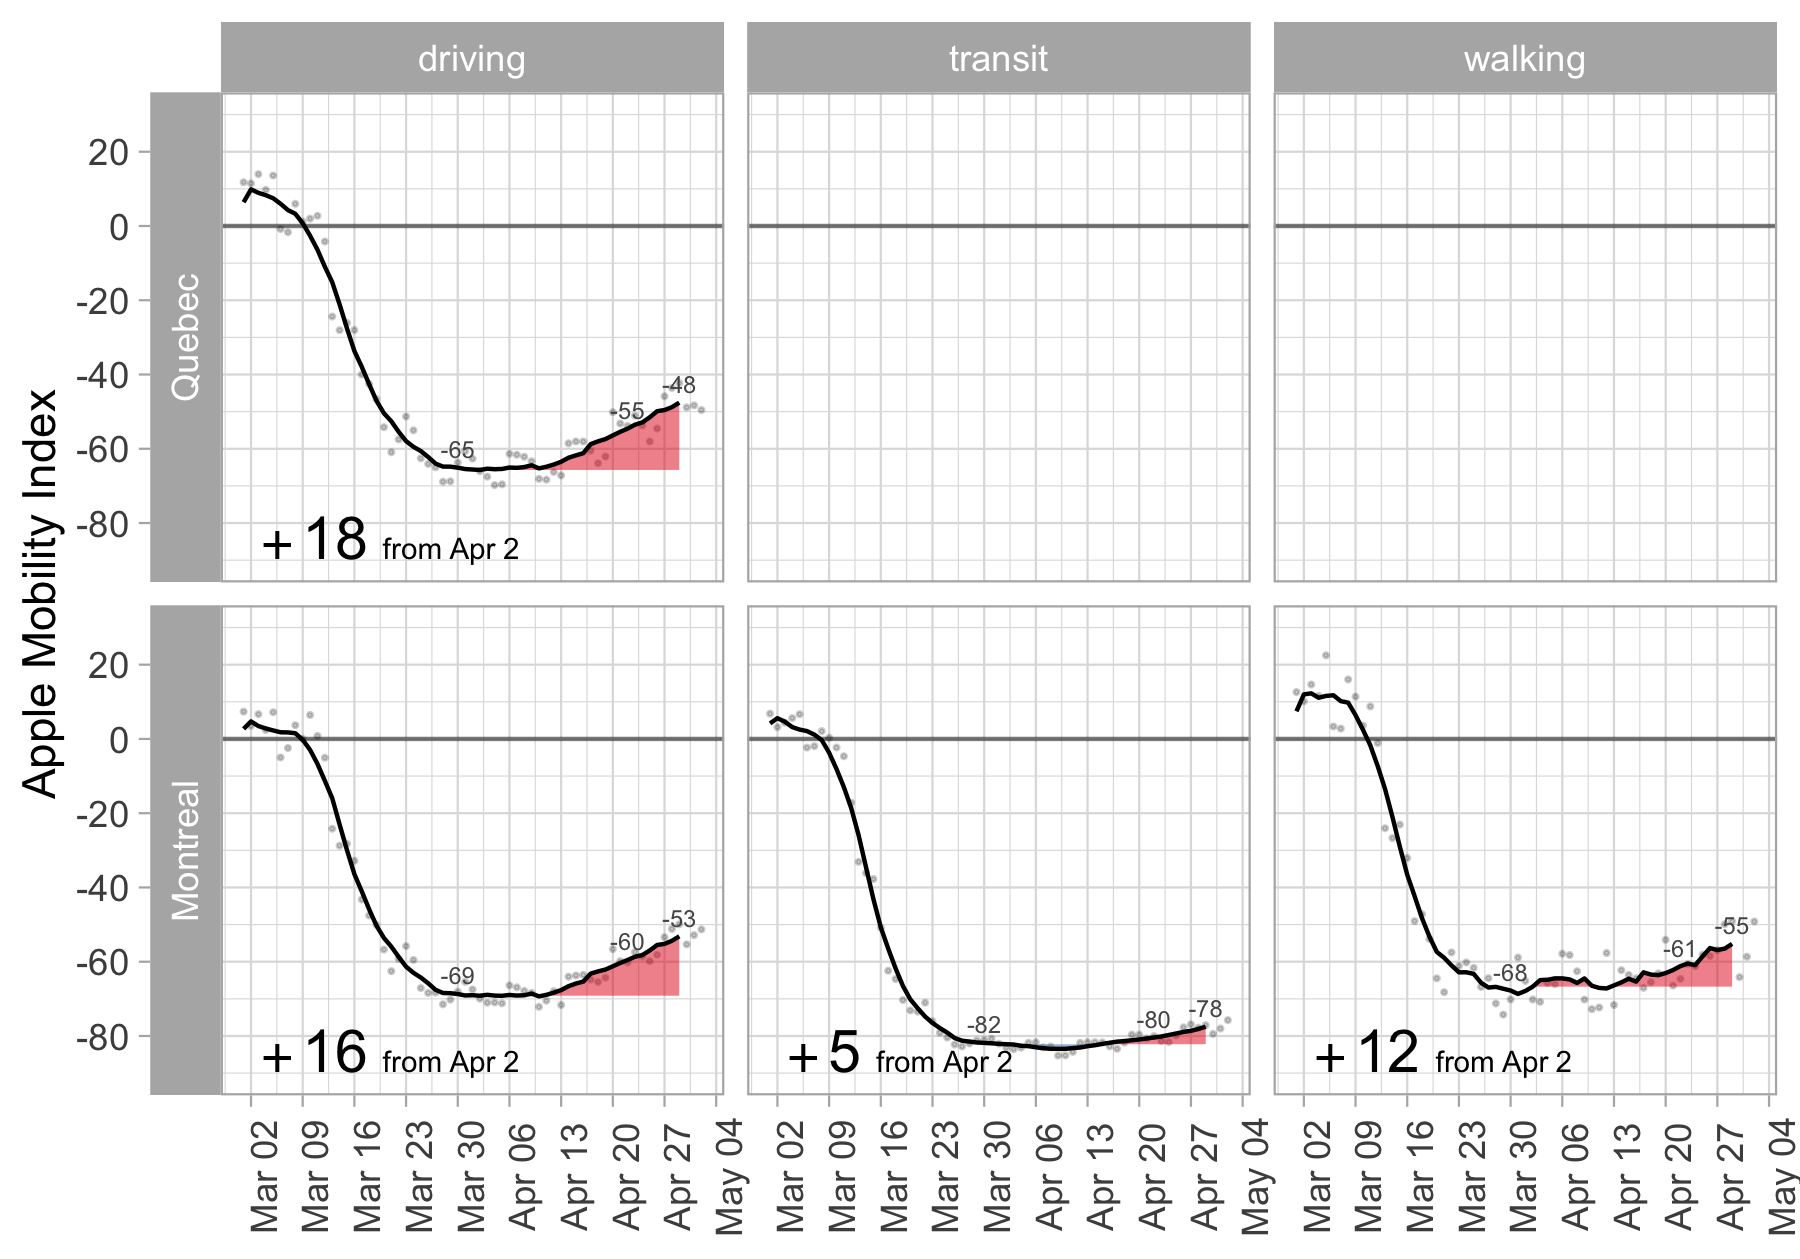 driving transit walking
Apple Mobility Index
Quebec
20
0
-20
-40
-60
-80
-65
-55
-48
+18 from Apr 2
Montreal
20
0
-20
-40
-60
-80
-69
-60
-53
+16 from Apr 2
-82
-80
-78
+5 from Apr 2
-68
-61
-55
+12 from Apr 2
Mar 02 Mar 09 Mar 16 Mar 23 Mar 30 Apr 06 Apr 13 Apr 20 Apr 27 May 04
Mar 02 Mar 09 Mar 16 Mar 23 Mar 30 Apr 06 Apr 13 Apr 20 Apr 27 May 04
Mar 02 Mar 09 Mar 16 Mar 23 Mar 30 Apr 06 Apr 13 Apr 20 Apr 27 May 04